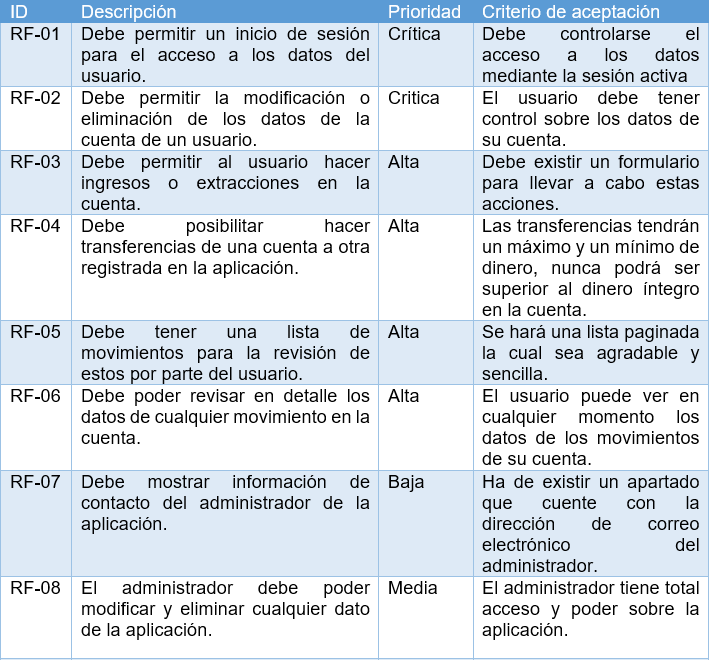 ID Descripción Prioridad Criterio de aceptación
RF-01 Debe permitir un inicio de sesión Crítica Debe controlarse el
para el acceso a los datos del acceso a los datos
usuario. mediante la sesión activa
RF-02 Debe permitir la modificación o Critica El usuario debe tener
eliminación de los datos de la control sobre los datos de
cuenta de un usuario. su cuenta.
RF-03 Debe permitir al usuario hacer Alta Debe existir un formulario
ingresos o extracciones en la para llevar a cabo estas
cuenta. acciones.
RF-04 Debe posibilitar hacer Alta Las transferencias tendrán
transferencias de una cuenta a otra un máximo y un mínimo de
registrada en la aplicación. dinero, nunca podrá ser
superior al dinero íntegro
en la cuenta.
RF-05 Debe tener una lista de Alta Se hará una lista paginada
movimientos para la revisión de la cual sea agradable y
estos por parte del usuario. sencilla.
RF-06 Debe poder revisar en detalle los Alta El usuario puede ver en
datos de cualquier movimiento en la cualquier momento los
cuenta. datos de los movimientos
de su cuenta.
RF-07 Debe mostrar información de Baja Ha de existir un apartado
contacto del administrador de la que cuente con la
aplicación. dirección de correo
electrónico del
administrador.
RF-08 El administrador debe poder Media El administrador tiene total
modificar y eliminar cualquier dato acceso y poder sobre la
de la aplicación. aplicación.